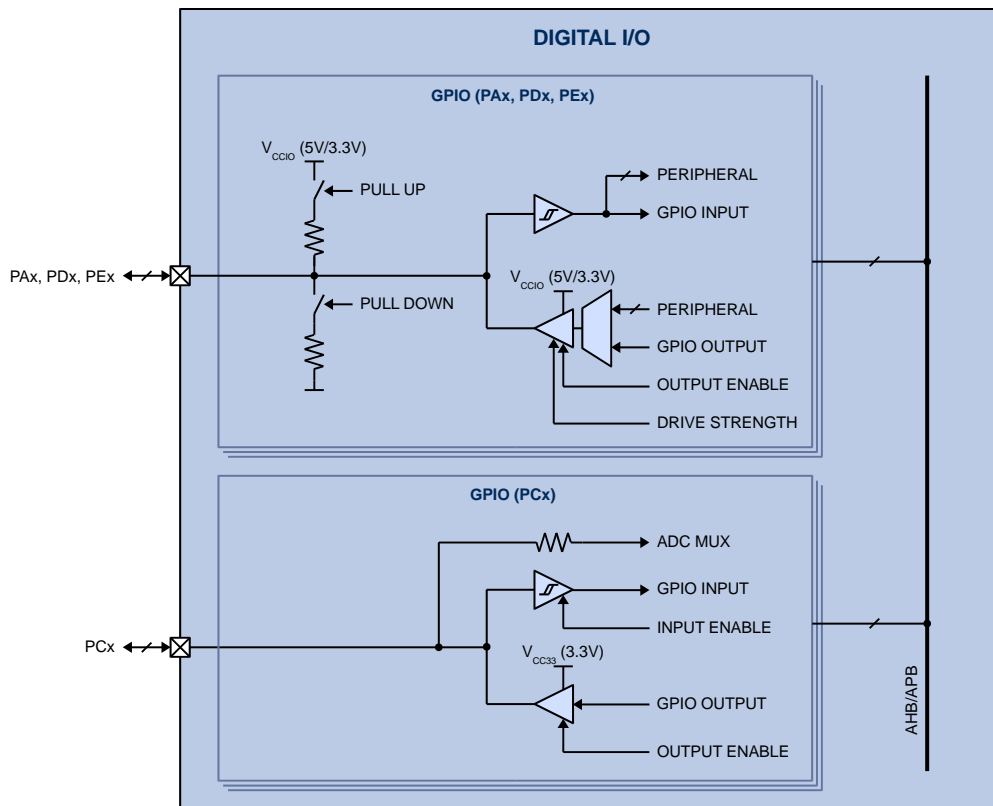 DIGITAL I/O
GPIO (PAx, PDx, PEx)
VCCIO (5V/3.3V)
PULL UP
PERIPHERAL
GPIO INPUT
PAx, PDx, PEx
VCCIO (5V/3.3V)
PULL DOWN
PERIPHERAL
GPIO OUTPUT
OUTPUT ENABLE
DRIVE STRENGTH
GPIO (PCx)
ADC MUX
GPIO INPUT
INPUT ENABLE
PCx
VCC33 (3.3V)
GPIO OUTPUT
OUTPUT ENABLE
AHB/APB